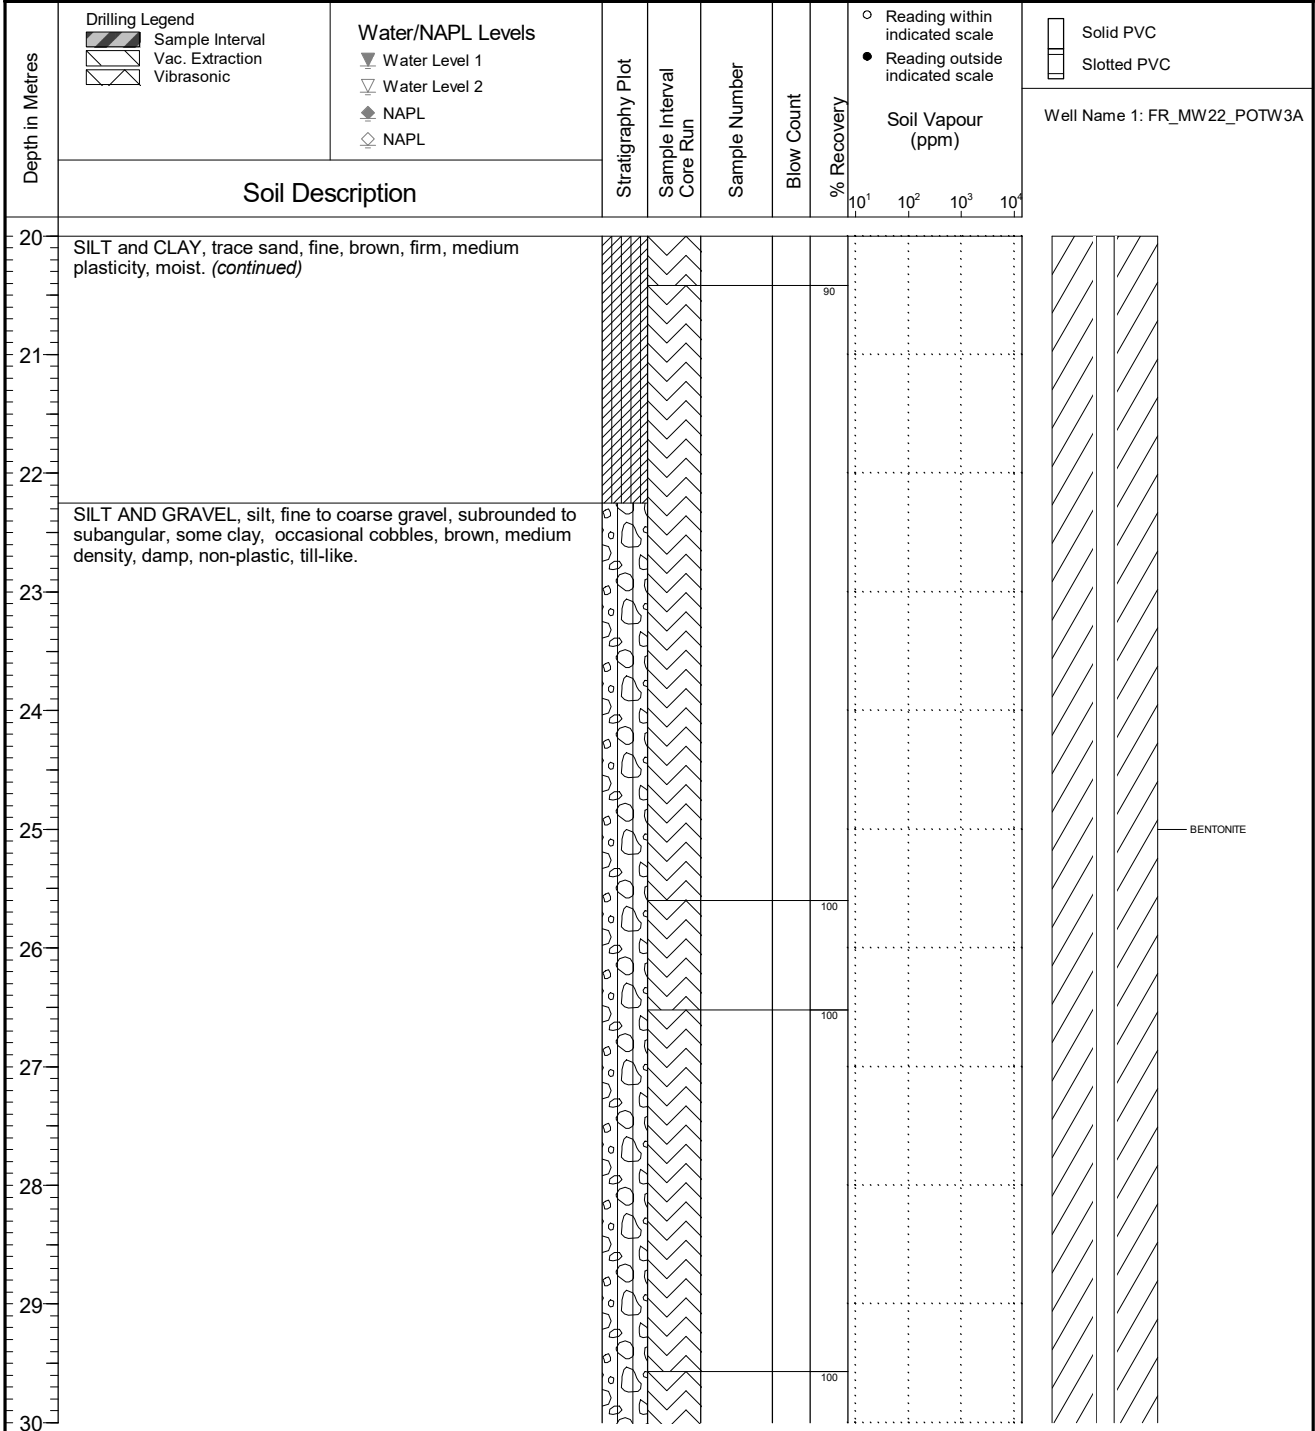 Depth in Metres
Drilling Legend
Sample Interval
Vac. Extraction
Vibrasonic
Water/NAPL Levels
Water Level 1
Water Level 2
NAPL
NAPL
Soil Description
Stratigraphy Plot
Sample Interval
Core Run
Sample Number
Blow Count
% Recovery
Reading within
indicated scale
Reading outside
indicated scale
Soil Vapour
(ppm)
10¹ 10² 10³ 10⁴
Solid PVC
Slotted PVC
Well Name 1: FR_MW22_POTW3A
20
SILT and CLAY, trace sand, fine, brown, firm, medium
plasticity, moist. (continued)
90
21
22
SILT AND GRAVEL, silt, fine to coarse gravel, subrounded to
subangular, some clay, occasional cobbles, brown, medium
density, damp, non-plastic, till-like.
23
24
25
BENTONITE
100
26
100
27
28
29
100
30